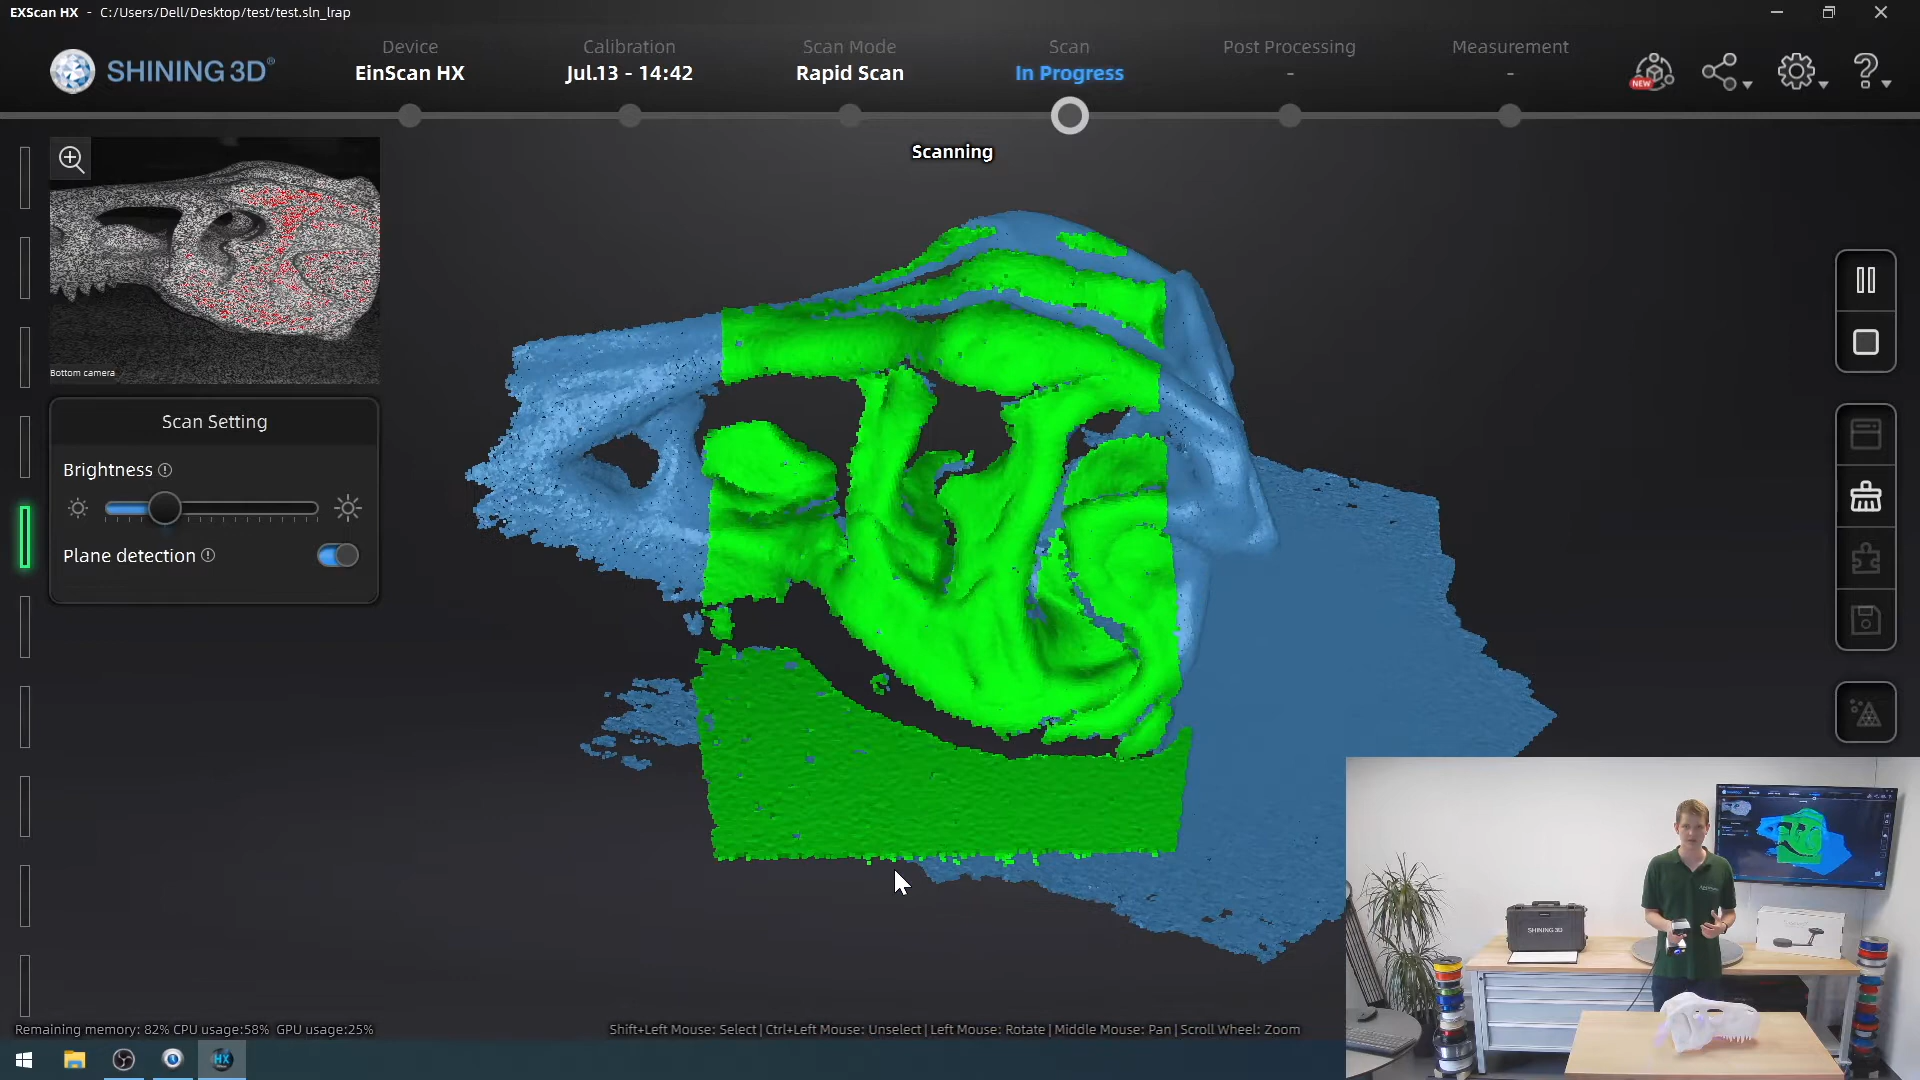 EXScan HX - C:/Users/Dell/Desktop/test/test.sln_lrap
SHINING 3D®
Device
EinScan HX
Calibration
Jul.13 - 14:42
Scan Mode
Rapid Scan
Scan
In Progress
Post Processing
-
Measurement
-
NEW
?
Scanning
Bottom camera
Scan Setting
Brightness
Plane detection
SHINING 3D
Remaining memory: 82% CPU usage:58% GPU usage:25%
Shift+Left Mouse: Select | Ctrl+Left Mouse: Unselect | Left Mouse: Rotate | Middle Mouse: Pan | Scroll Wheel: Zoom
HX